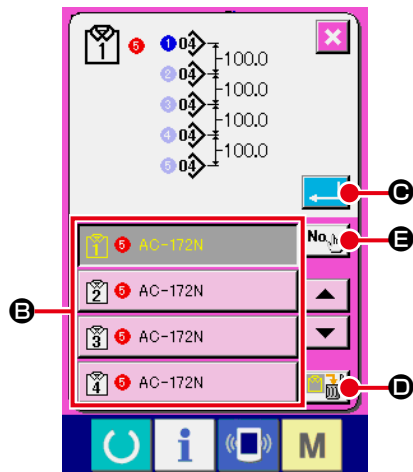 1 5 1 04 100.0
2 04 100.0
3 04 100.0
4 04 100.0
5 04
C
No. E
1 5 AC-172N
2 5 AC-172N
B
3 5 AC-172N
4 5 AC-172N
D
i M